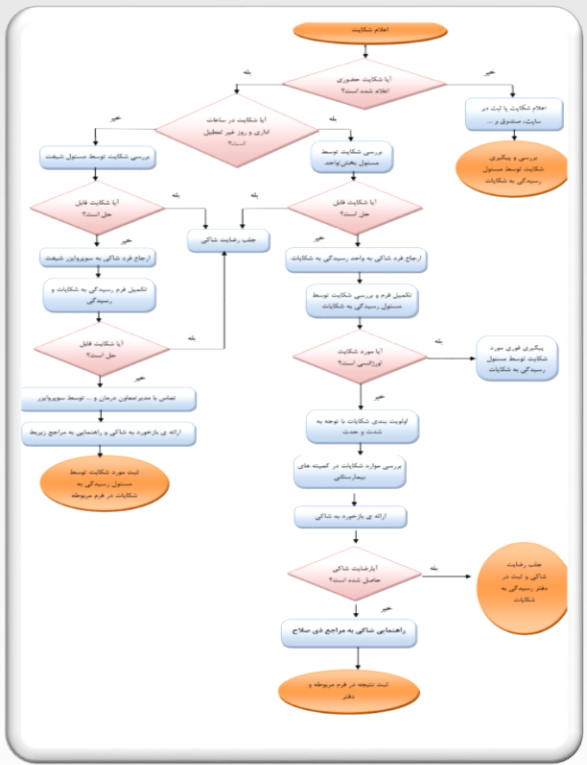 اعلام شکایت
آیا شکایت حضوری
اعلام شده است؟
بله
خیر
اعلام شکایت یا ثبت در
سایت، صندوق و ...
بررسی و پیگیری
شکایت توسط مسئول
رسیدگی به شکایات
آیا شکایت در ساعات
اداری و روز غیر تعطیل
است؟
بله
خیر
بررسی شکایت توسط
مسئول بخش/واحد
بررسی شکایت توسط مسئول شیفت
آیا شکایت قابل
حل است؟
بله
خیر
آیا شکایت قابل
حل است؟
بله
خیر
جلب رضایت شاکی
ارجاع فرد شاکی به واحد رسیدگی به شکایات
ارجاع فرد شاکی به سوپروایزر شیفت
تکمیل فرم و بررسی شکایت توسط
مسئول رسیدگی به شکایات
تکمیل فرم رسیدگی به شکایات و
رسیدگی
آیا مورد شکایت
اورژانسی است؟
بله
خیر
پیگیری فوری مورد
شکایت توسط مسئول
رسیدگی به شکایات
آیا شکایت قابل
حل است؟
بله
خیر
تماس با مدیر/معاون درمان و ... توسط سوپروایزر
ارائه ی بازخورد به شاکی و راهنمایی به مراجع ذیربط
ثبت مورد شکایت توسط
مسئول رسیدگی به
شکایات در فرم مربوطه
اولویت بندی شکایات با توجه به
شدت و حدت
بررسی موارد شکایات در کمیته های
بیمارستانی
ارائه ی بازخورد به شاکی
آیارضایت شاکی
حاصل شده است؟
بله
خیر
جلب رضایت
شاکی و ثبت در
دفتر رسیدگی به
شکایات
راهنمایی شاکی به مراجع ذی صلاح
ثبت نتیجه در فرم مربوطه و
دفتر